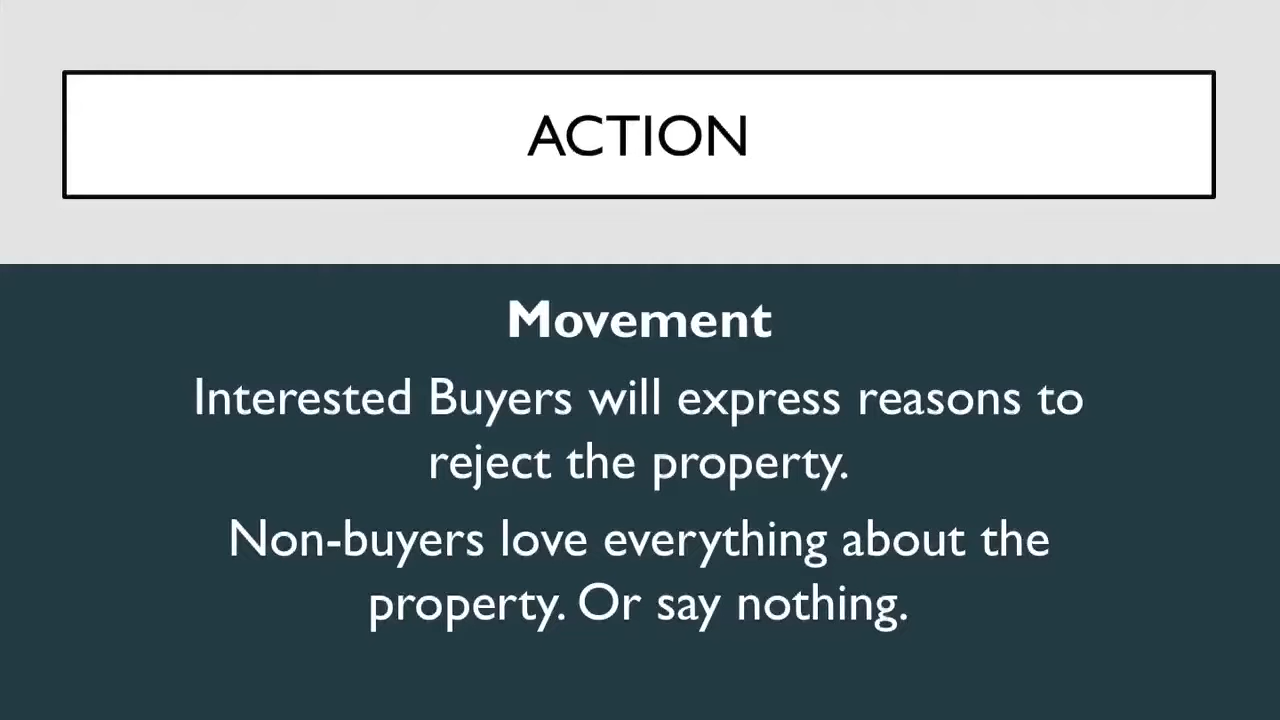 ACTION
Movement
Interested Buyers will express reasons to
reject the property.
Non-buyers love everything about the
property. Or say nothing.